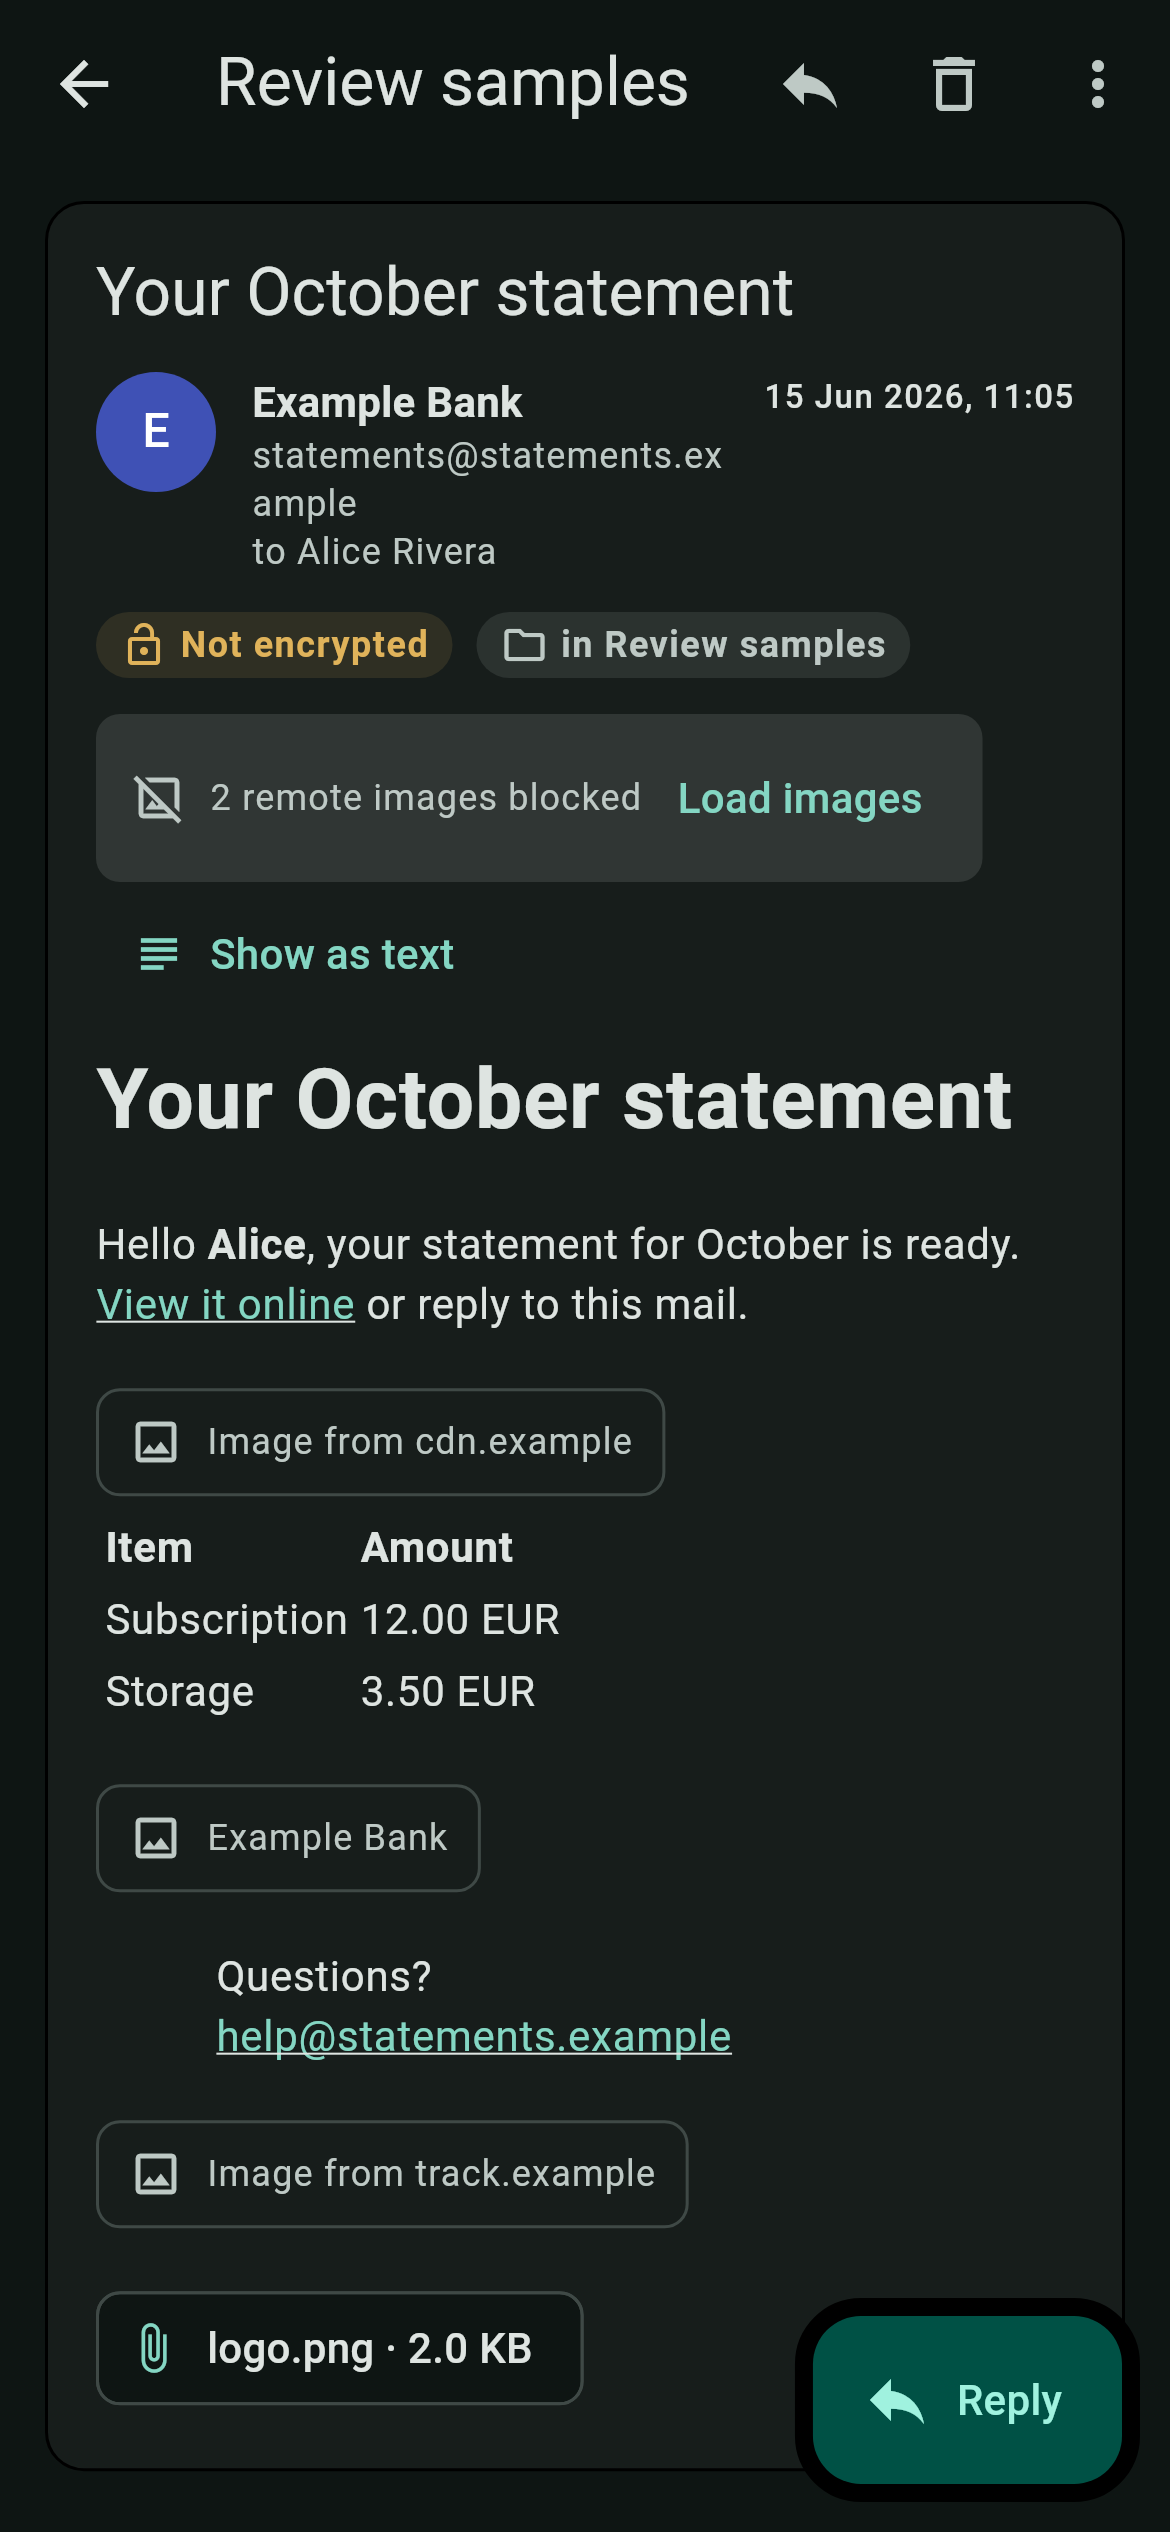 Review samples
Your October statement
E
Example Bank
15 Jun 2026, 11:05
statements@statements.ex
ample
to Alice Rivera
Not encrypted
in Review samples
2 remote images blocked
Load images
Show as text
Your October statement
Hello Alice, your statement for October is ready.
View it online or reply to this mail.
Image from cdn.example
Item Amount
Subscription 12.00 EUR
Storage 3.50 EUR
Example Bank
Questions?
help@statements.example
Image from track.example
logo.png · 2.0 KB
Reply